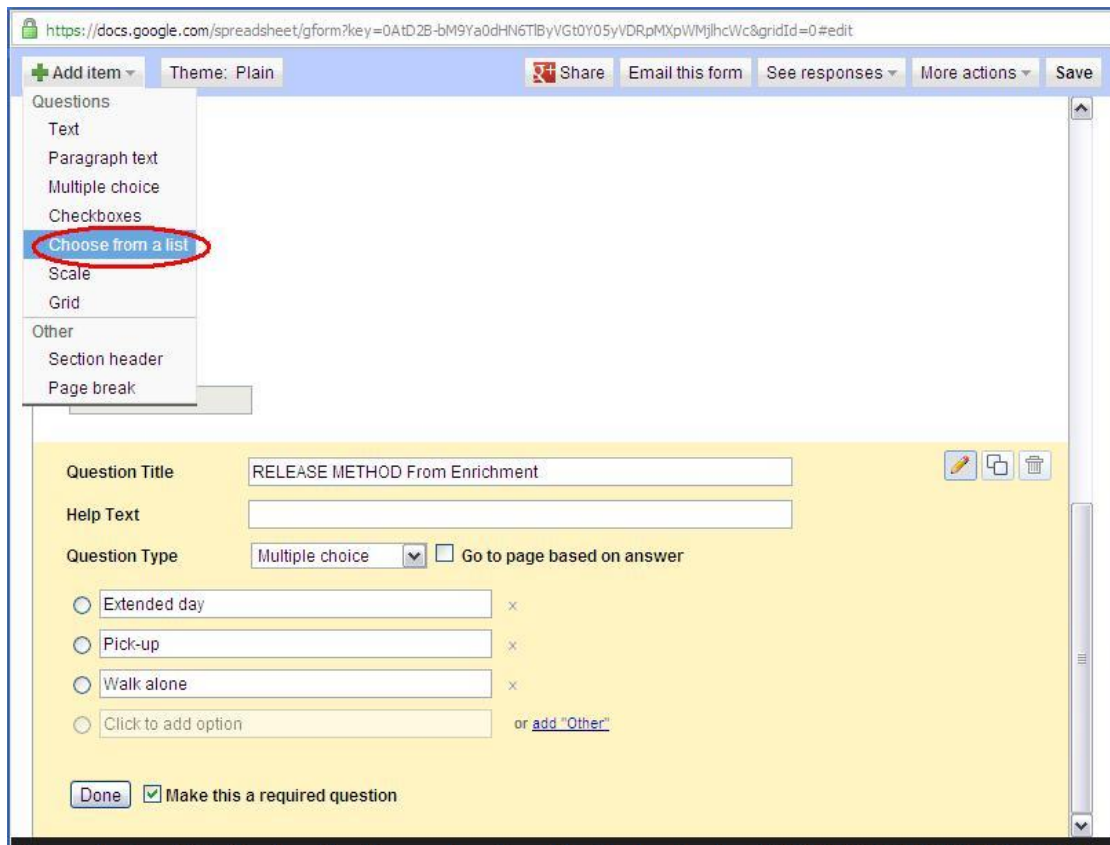 https://docs.google.com/spreadsheet/gform?key=0AtD2B-bM9Ya0dHN6TlByVGt0Y05yVDRpMXpWMjlhcWc&gridId=0#edit
Add item Theme: Plain Share Email this form See responses More actions Save
Questions
Text
Paragraph text
Multiple choice
Checkboxes
Choose from a list
Scale
Grid
Other
Section header
Page break
Question Title RELEASE METHOD From Enrichment
Help Text
Question Type Multiple choice Go to page based on answer
Extended day x
Pick-up x
Walk alone x
Click to add option or add "Other"
Done Make this a required question